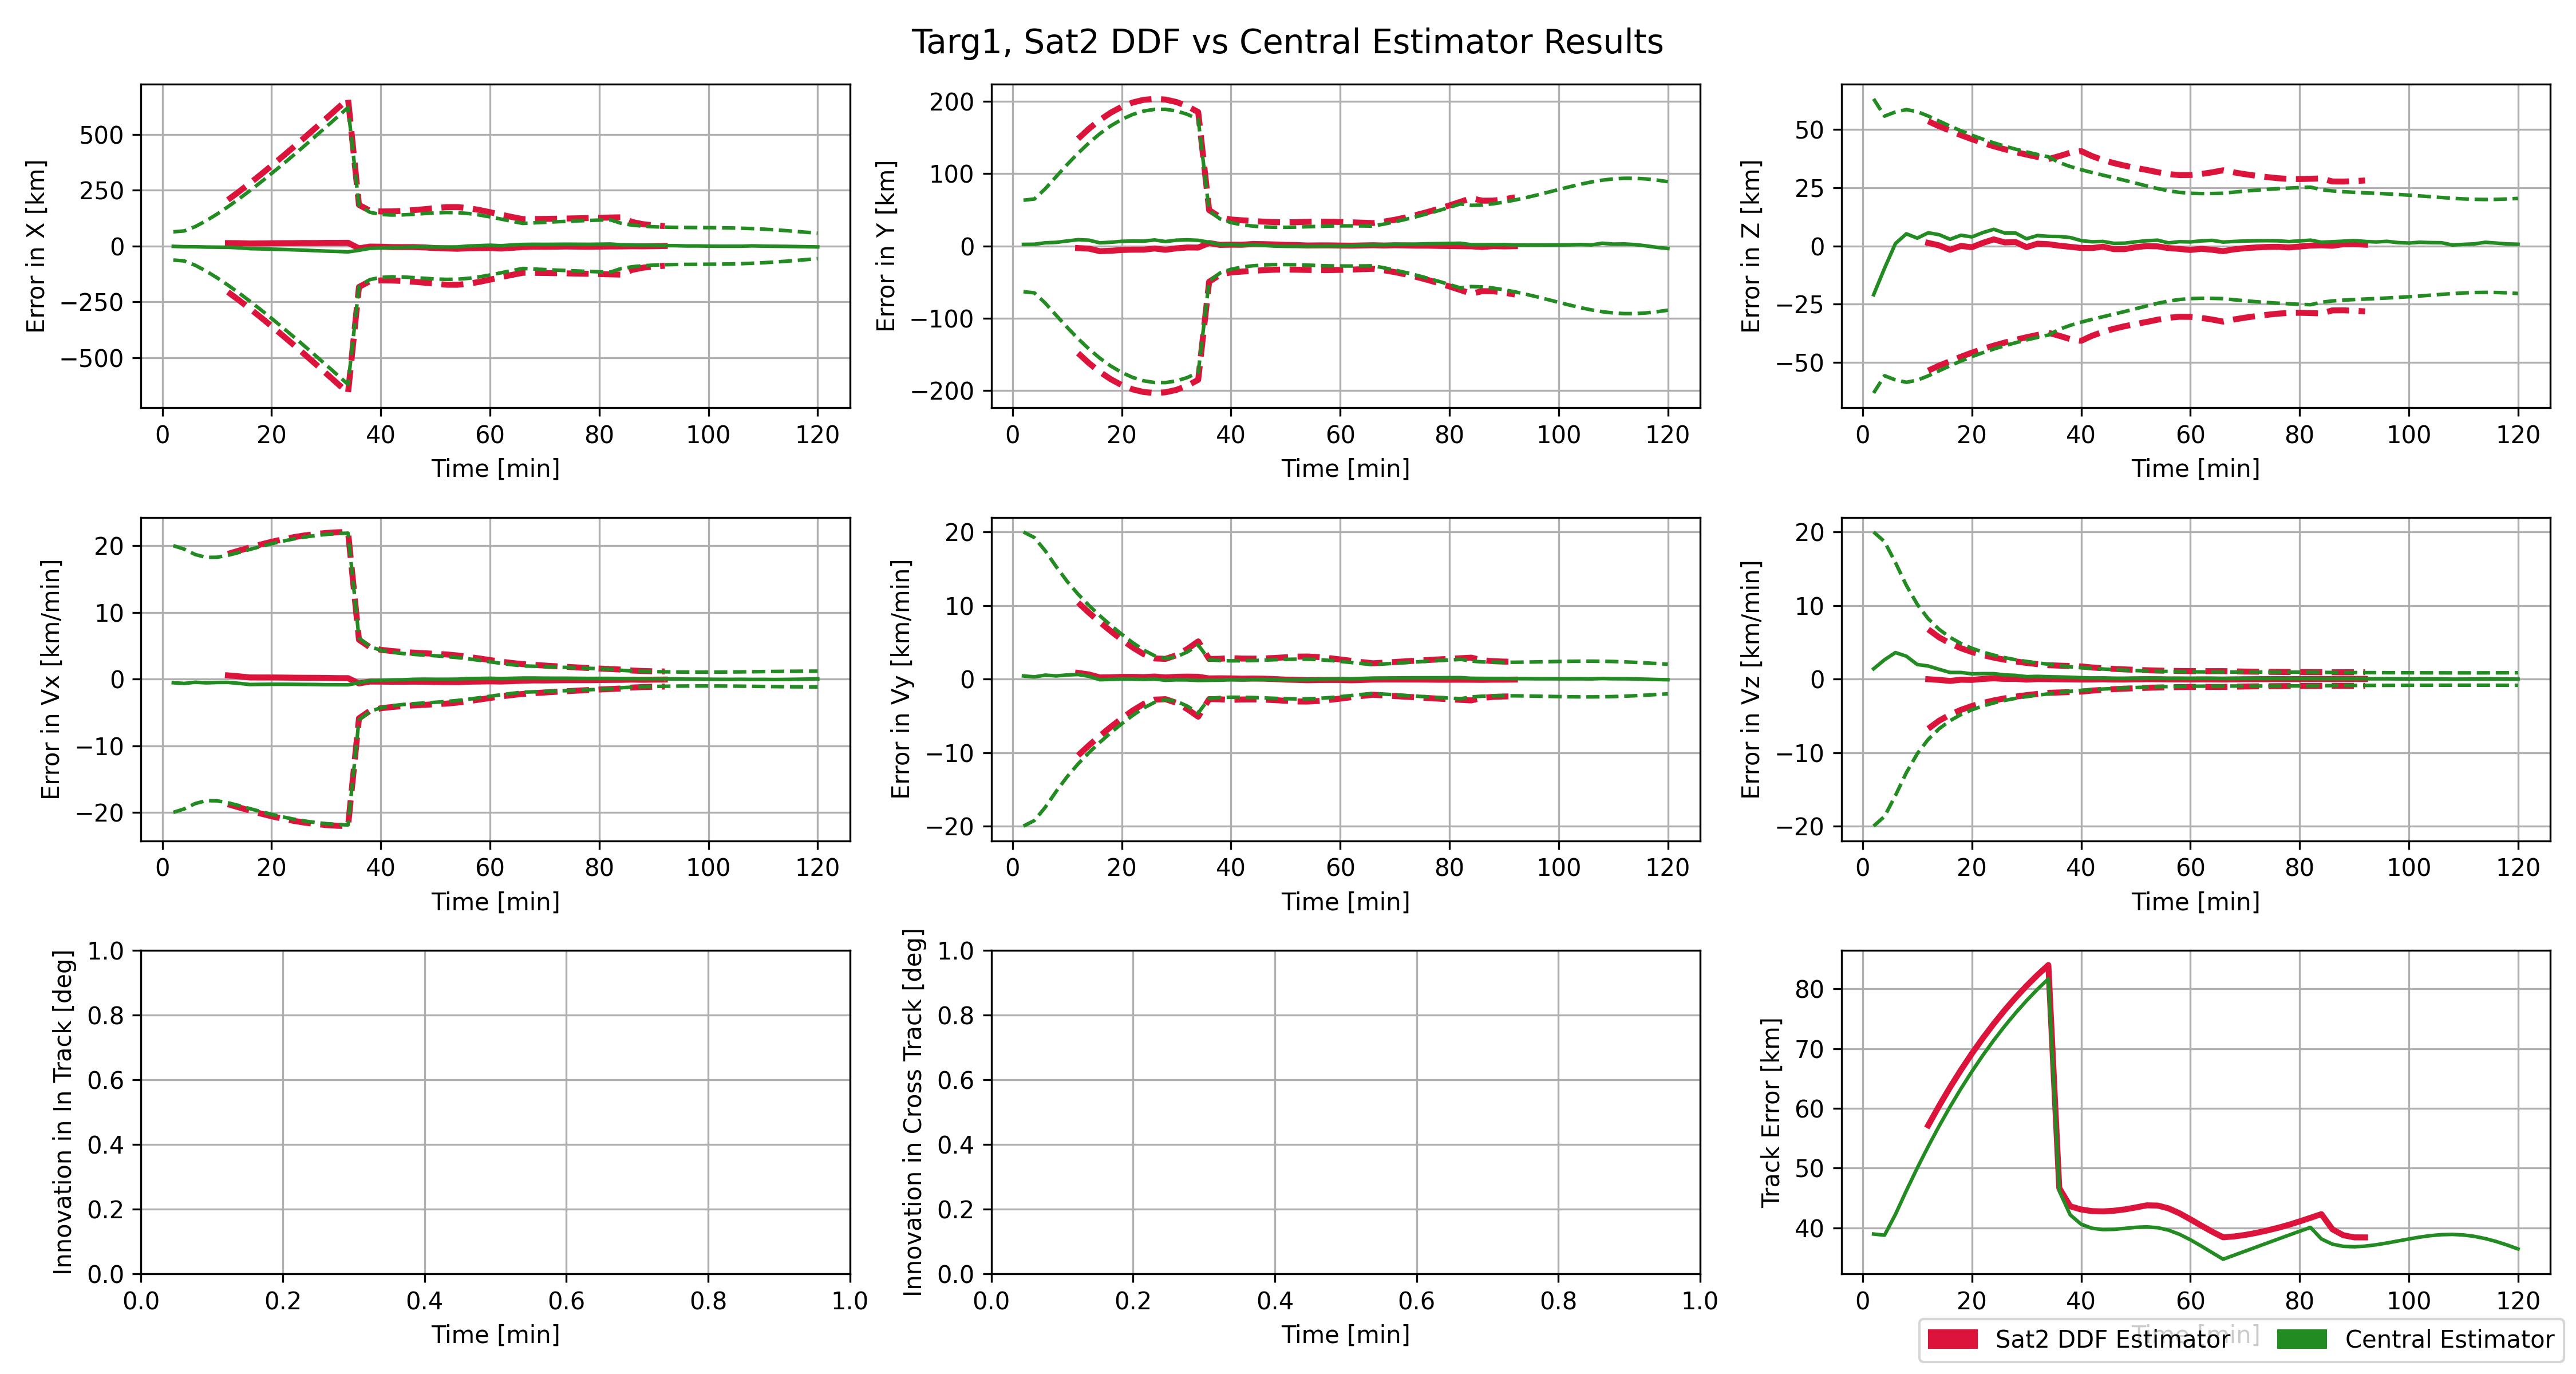 Targ1, Sat2 DDF vs Central Estimator Results
Error in X [km]
500
250
0
−250
−500
0 20 40 60 80 100 120
Time [min]
Error in Y [km]
200
100
0
−100
−200
0 20 40 60 80 100 120
Time [min]
Error in Z [km]
50
25
0
−25
−50
0 20 40 60 80 100 120
Time [min]
Error in Vx [km/min]
20
10
0
−10
−20
0 20 40 60 80 100 120
Time [min]
Error in Vy [km/min]
20
10
0
−10
−20
0 20 40 60 80 100 120
Time [min]
Error in Vz [km/min]
20
10
0
−10
−20
0 20 40 60 80 100 120
Time [min]
Innovation in In Track [deg]
1.0
0.8
0.6
0.4
0.2
0.0
0.0 0.2 0.4 0.6 0.8 1.0
Time [min]
Innovation in Cross Track [deg]
1.0
0.8
0.6
0.4
0.2
0.0
0.0 0.2 0.4 0.6 0.8 1.0
Time [min]
Track Error [km]
80
70
60
50
40
0 20 40 60 80 100 120
Time [min]
Sat2 DDF Estimator
Central Estimator